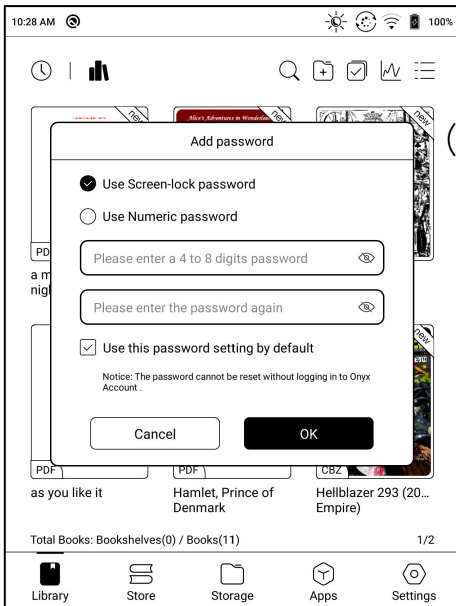 10:28 AM
100%
new
new
new
Alice's Adventures in Wonderland
Add password
Use Screen-lock password
Use Numeric password
Please enter a 4 to 8 digits password
Please enter the password again
Use this password setting by default
Notice: The password cannot be reset without logging in to Onyx
Account .
Cancel
OK
PD
a m
nigh
new
PDF
PDF
CBZ
as you like it
Hamlet, Prince of
Denmark
Hellblazer 293 (20...
Empire)
Total Books: Bookshelves(0) / Books(11)
1/2
Library
Store
Storage
Apps
Settings